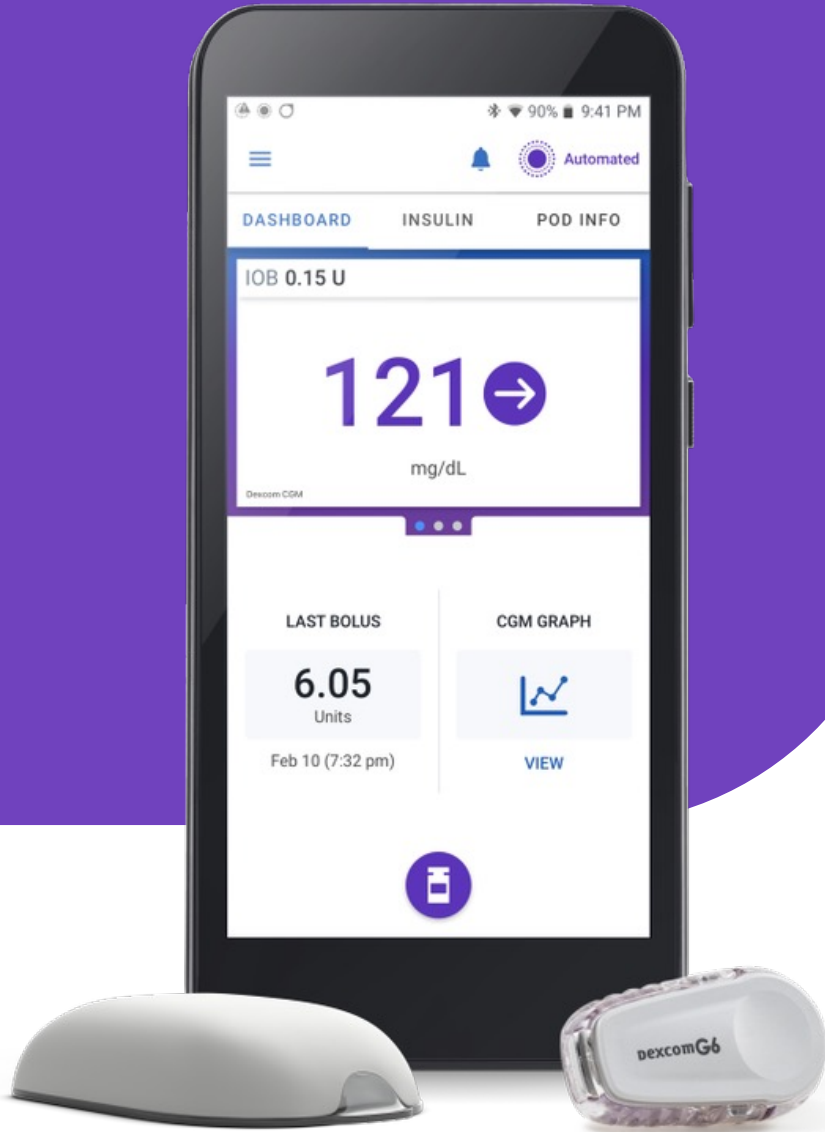 90% 9:41 PM
Automated
DASHBOARD INSULIN POD INFO
IOB 0.15 U
121
mg/dL
Dexcom CGM
LAST BOLUS CGM GRAPH
6.05
Units
Feb 10 (7:32 pm) VIEW
DexcomG6